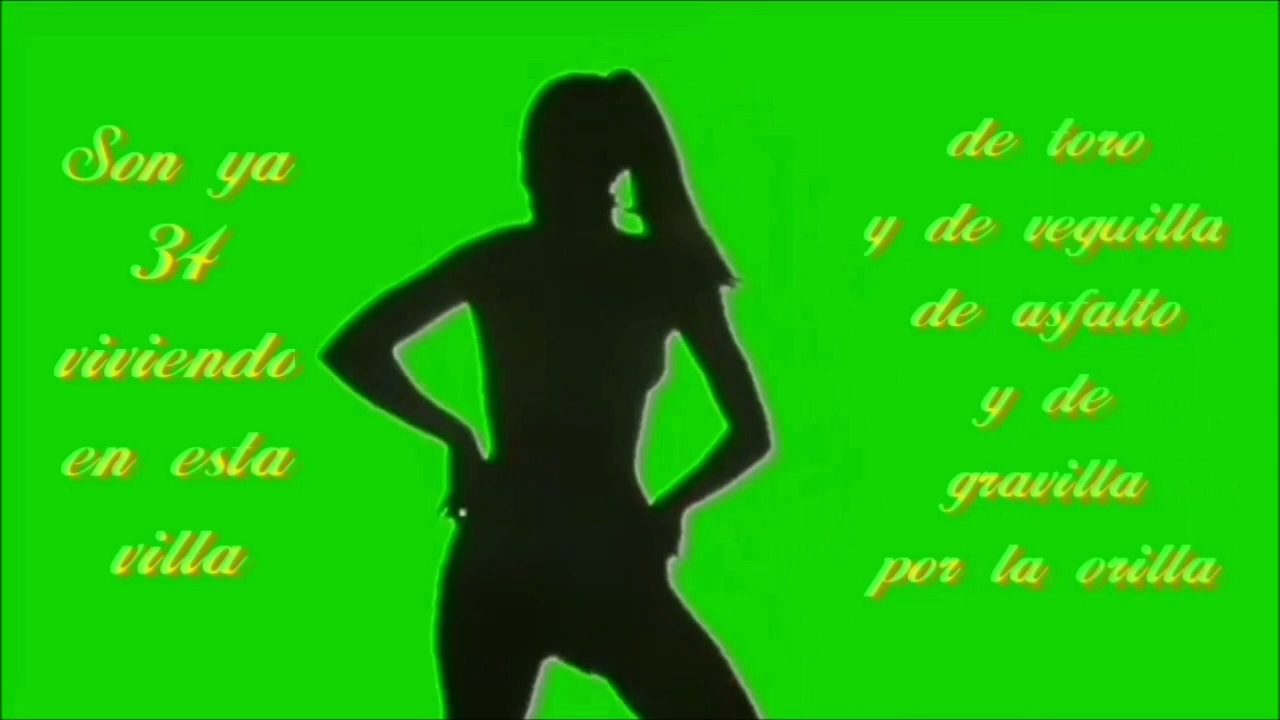 Son ya
34
viviendo
en esta
villa
de toro
y de veguilla
de asfalto
y de
gravilla
por la orilla